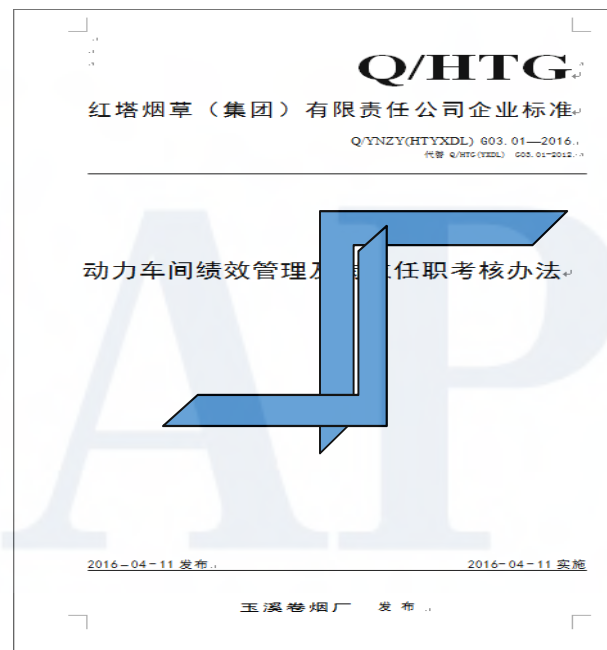 Q/HTG
红塔烟草（集团）有限责任公司企业标准
Q/YNZY(HTYXDL) G03.01—2016
代替 Q/HTG(YXDL) G03.01-2012
动力车间绩效管理及 任职考核办法
2016-04-11 发布
2016-04-11 实施
玉溪卷烟厂 发布
AP